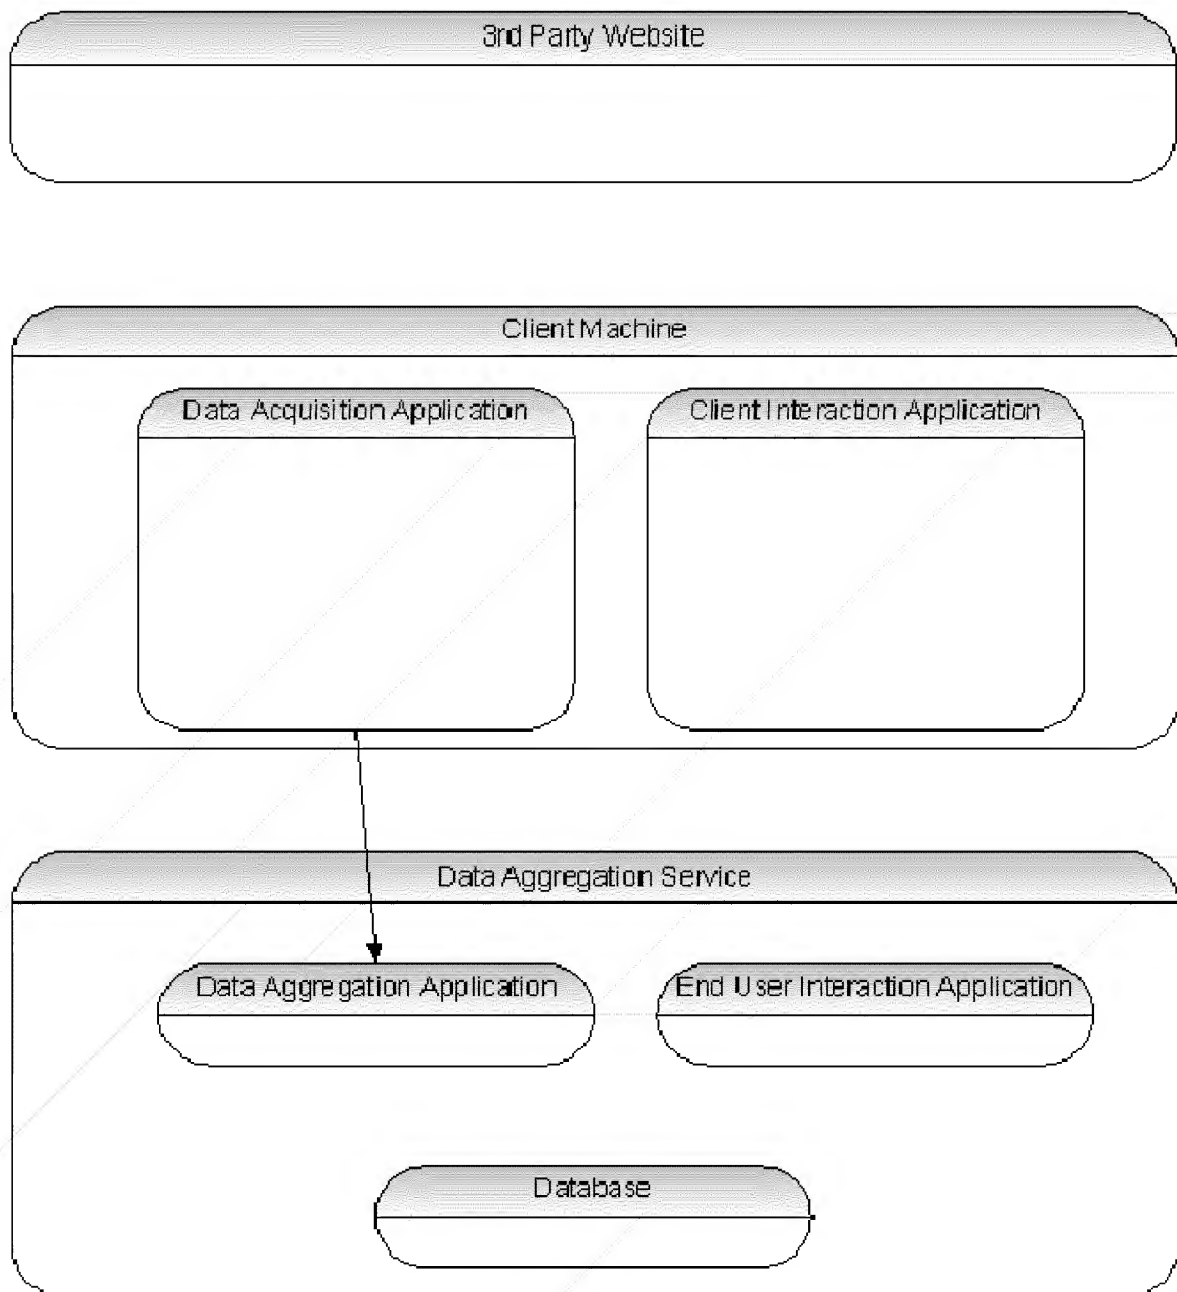 3rd Party Website
Client Machine
Data Acquisition Application
Client Interaction Application
Data Aggregation Service
Data Aggregation Application
End User Interaction Application
Database